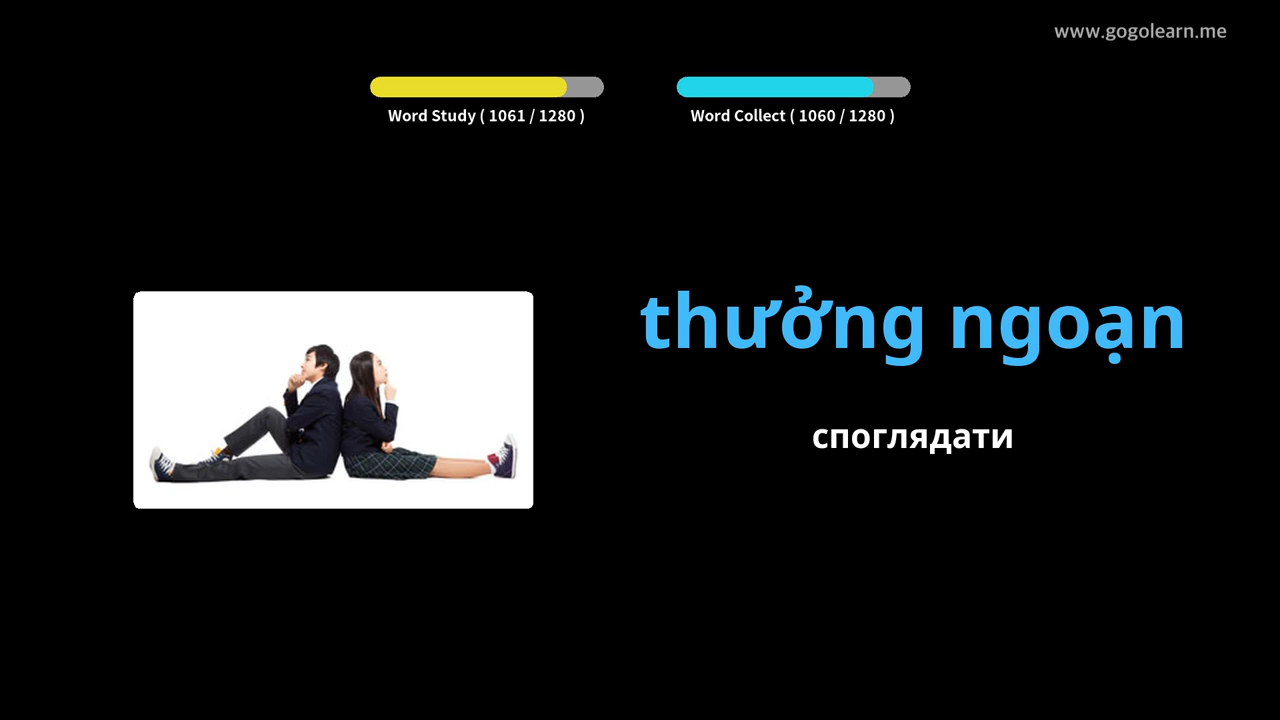 www.gogolearn.me
Word Study ( 1061 / 1280 )
Word Collect ( 1060 / 1280 )
thưởng ngoạn
споглядати